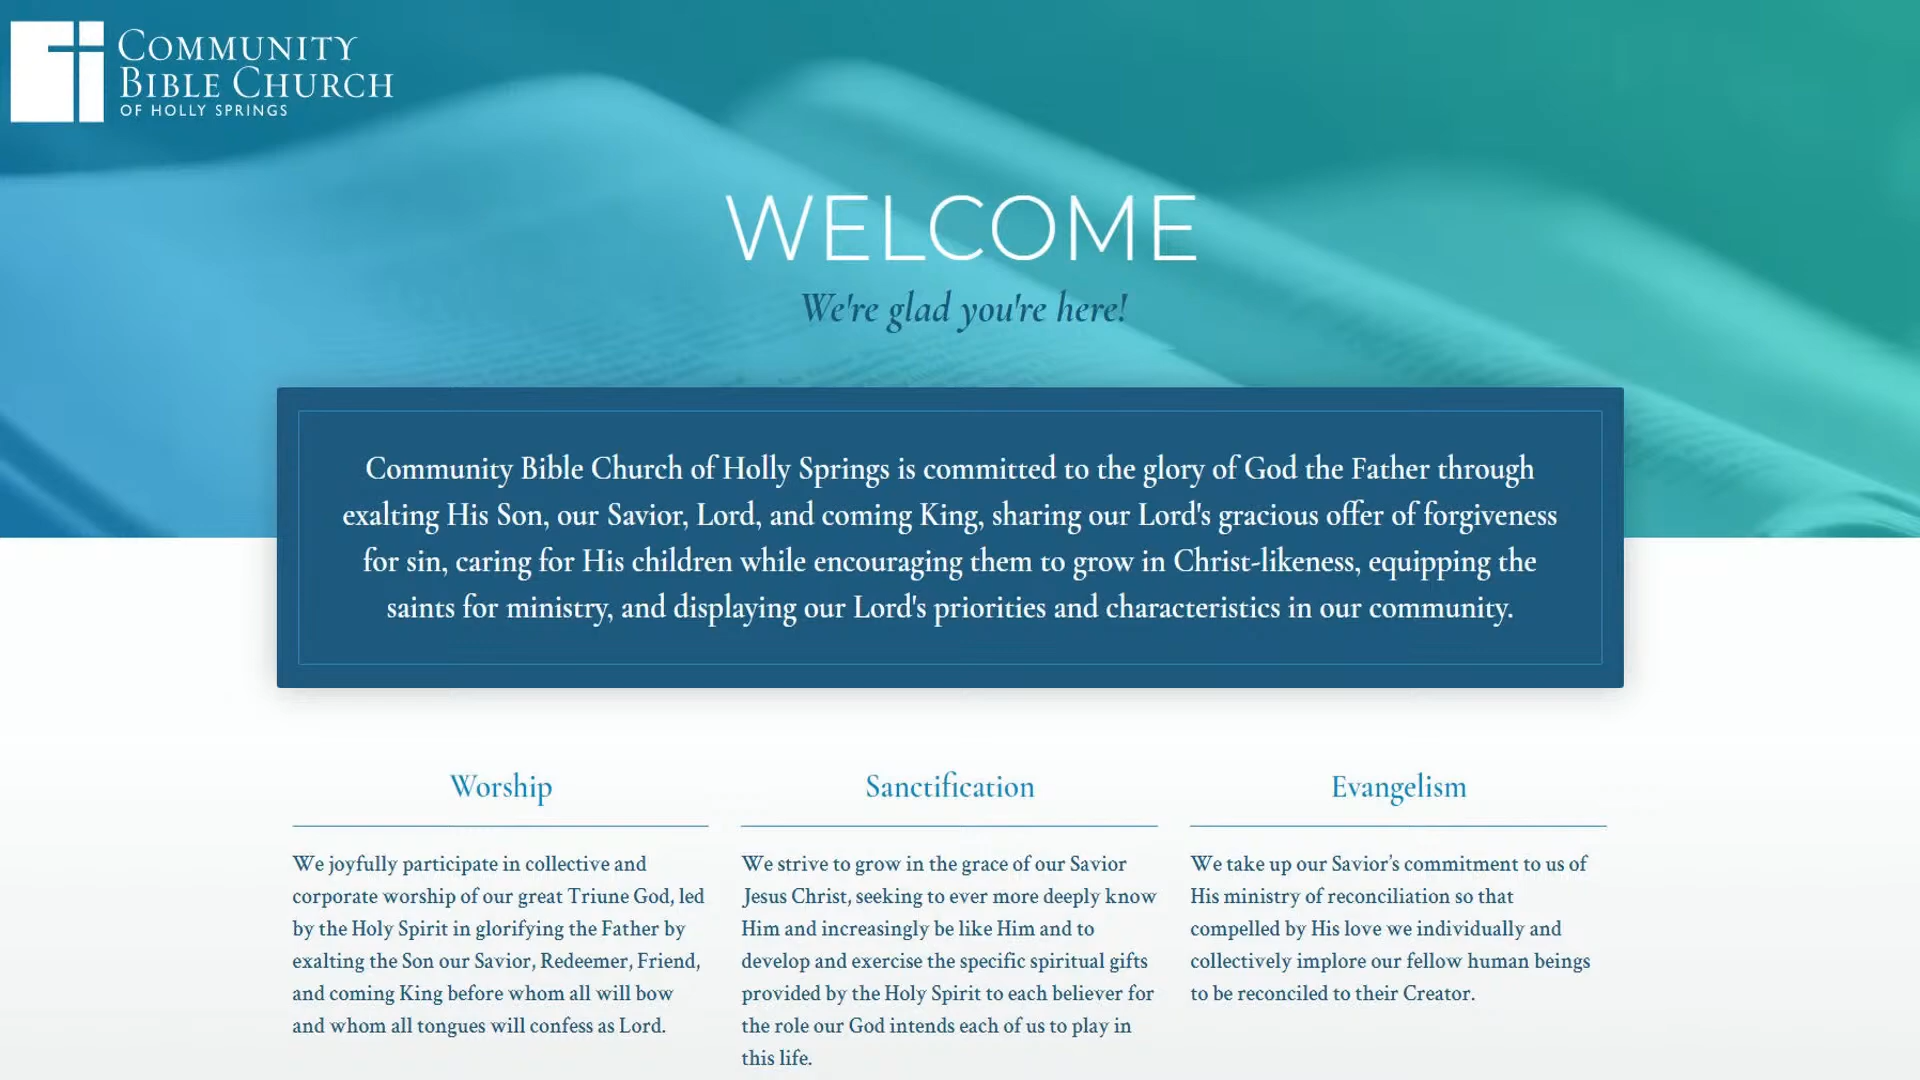 COMMUNITY
BIBLE CHURCH
OF HOLLY SPRINGS
WELCOME
We're glad you're here!
Community Bible Church of Holly Springs is committed to the glory of God the Father through
exalting His Son, our Savior, Lord, and coming King, sharing our Lord's gracious offer of forgiveness
for sin, caring for His children while encouraging them to grow in Christ-likeness, equipping the
saints for ministry, and displaying our Lord's priorities and characteristics in our community.
Worship
We joyfully participate in collective and
corporate worship of our great Triune God, led
by the Holy Spirit in glorifying the Father by
exalting the Son our Savior, Redeemer, Friend,
and coming King before whom all will bow
and whom all tongues will confess as Lord.
Sanctification
We strive to grow in the grace of our Savior
Jesus Christ, seeking to ever more deeply know
Him and increasingly be like Him and to
develop and exercise the specific spiritual gifts
provided by the Holy Spirit to each believer for
the role our God intends each of us to play in
this life.
Evangelism
We take up our Savior’s commitment to us of
His ministry of reconciliation so that
compelled by His love we individually and
collectively implore our fellow human beings
to be reconciled to their Creator.